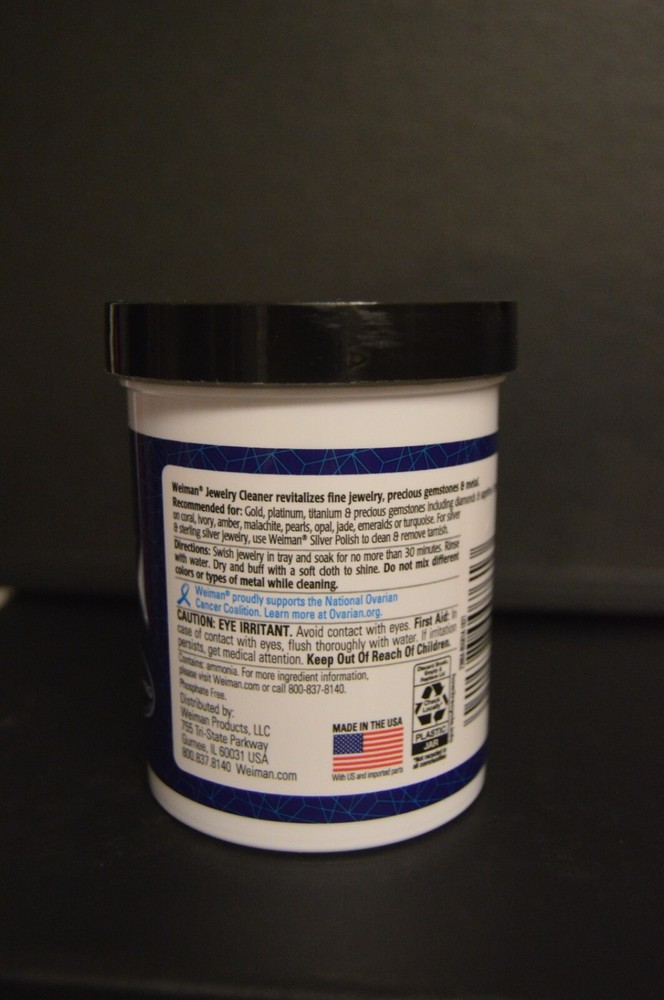 Weiman® Jewelry Cleaner revitalizes fine jewelry, precious gemstones & metal.
Recommended for: Gold, platinum, titanium & precious gemstones including diamonds &
on coral, ivory, amber, malachite, pearls, opal, jade, emeralds or turquoise. For silver
& sterling silver jewelry, use Weiman® Silver Polish to clean & remove tarnish.
Directions: Swish jewelry in tray and soak for no more than 30 minutes. Rinse
with water. Dry and buff with a soft cloth to shine. Do not mix different
colors or types of metal while cleaning.
Weiman® proudly supports the National Ovarian
Cancer Coalition. Learn more at Ovarian.org.
CAUTION: EYE IRRITANT. Avoid contact with eyes. First Aid: In
case of contact with eyes, flush thoroughly with water. If irritation
persists, get medical attention. Keep Out Of Reach Of Children.
Contains: ammonia. For more ingredient information,
please visit Weiman.com or call 800-837-8140.
Phosphate Free.
Distributed by:
Weiman Products, LLC
755 Tri-State Parkway
Gurnee, IL 60031 USA
800.837.8140 Weiman.com
MADE IN THE USA
With US and imported parts
Check
Locally
PLASTIC
JAR
*Not recycled in
all communities